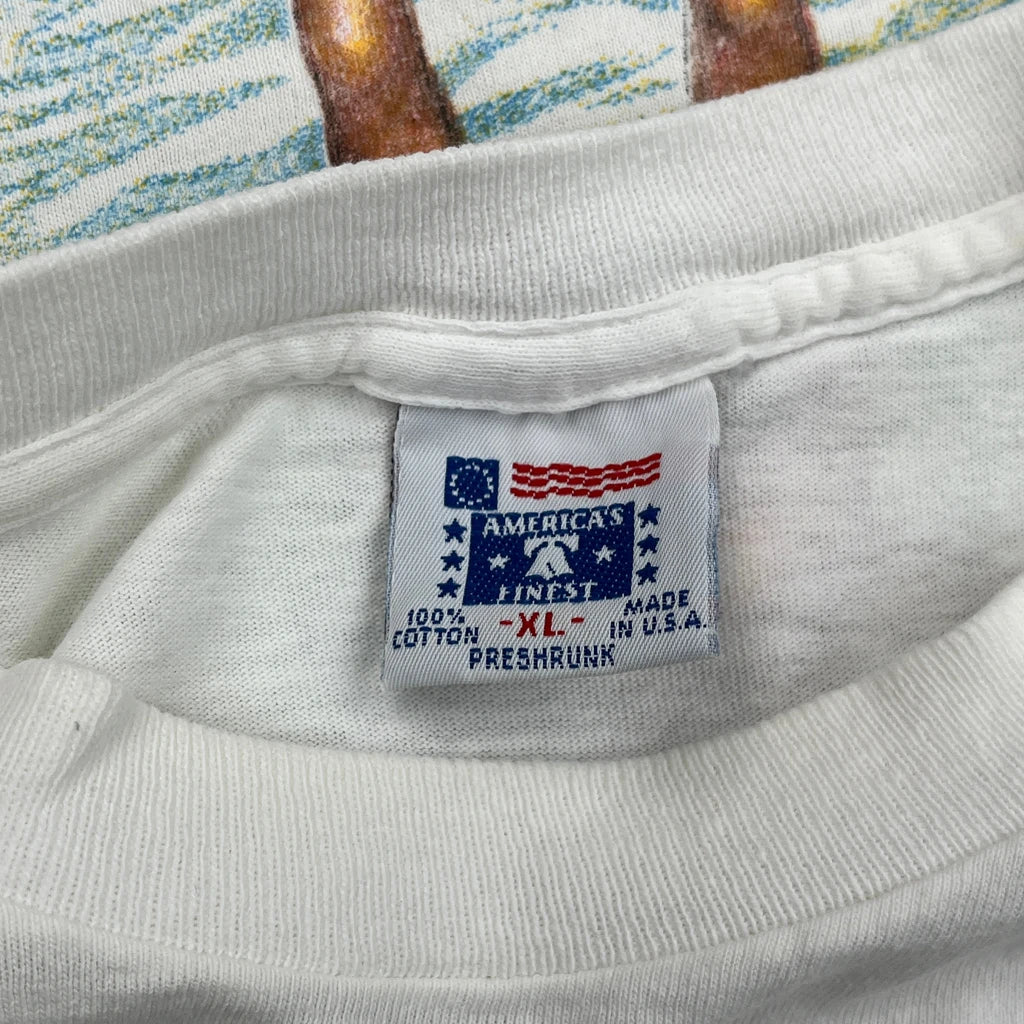 AMERICA'S
FINEST
100% COTTON
-XL.-
MADE IN U.S.A.
PRESHRUNK